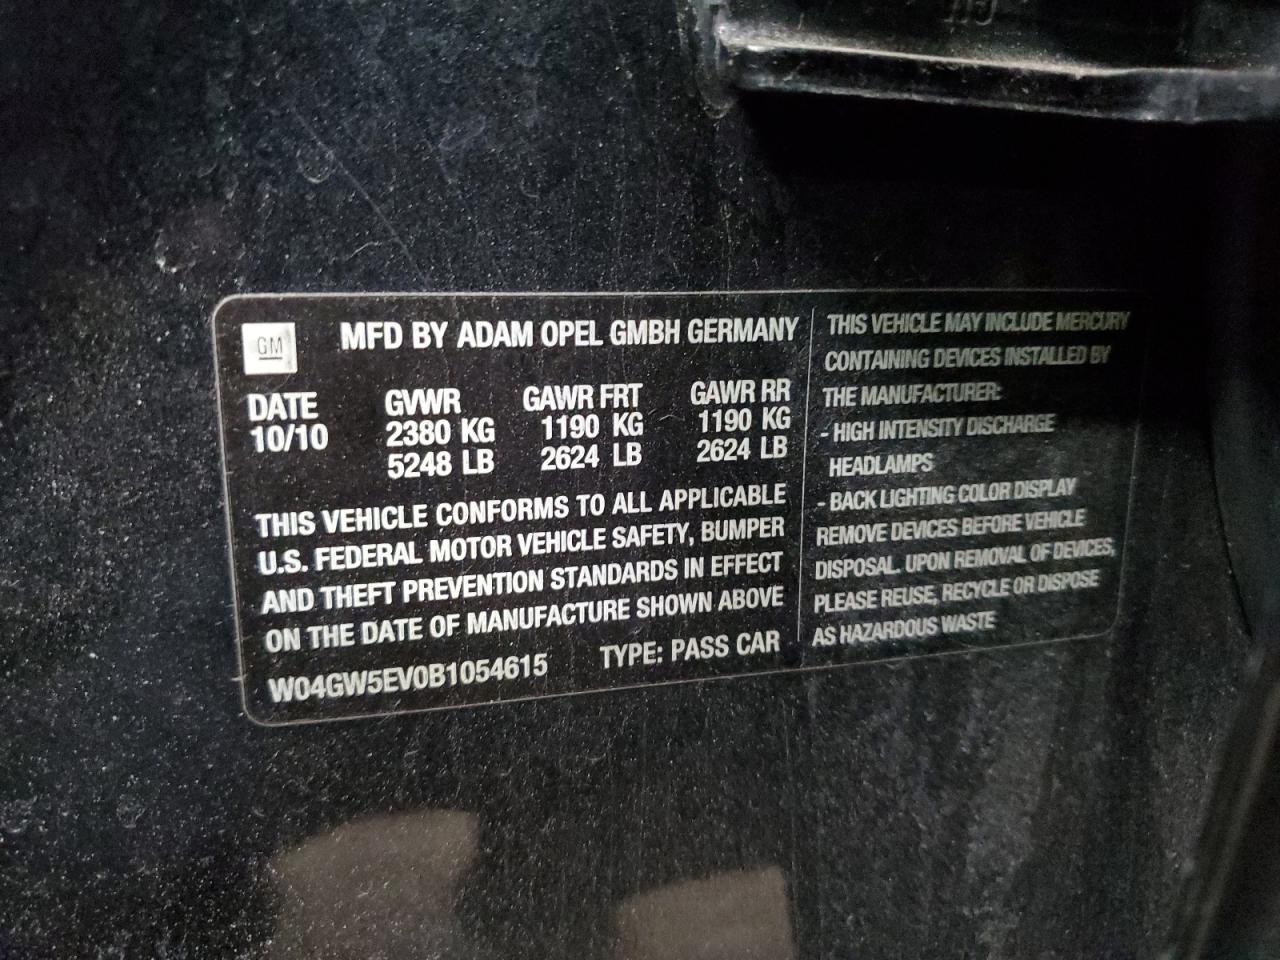 GM
MFD BY ADAM OPEL GMBH GERMANY
DATE GVWR GAWR FRT GAWR RR
10/10 2380 KG 1190 KG 1190 KG
5248 LB 2624 LB 2624 LB
THIS VEHICLE CONFORMS TO ALL APPLICABLE
U.S. FEDERAL MOTOR VEHICLE SAFETY, BUMPER
AND THEFT PREVENTION STANDARDS IN EFFECT
ON THE DATE OF MANUFACTURE SHOWN ABOVE
W04GW5EV0B1054615 TYPE: PASS CAR
THIS VEHICLE MAY INCLUDE MERCURY
CONTAINING DEVICES INSTALLED BY
THE MANUFACTURER:
- HIGH INTENSITY DISCHARGE
HEADLAMPS
- BACK LIGHTING COLOR DISPLAY
REMOVE DEVICES BEFORE VEHICLE
DISPOSAL. UPON REMOVAL OF DEVICES,
PLEASE REUSE, RECYCLE OR DISPOSE
AS HAZARDOUS WASTE